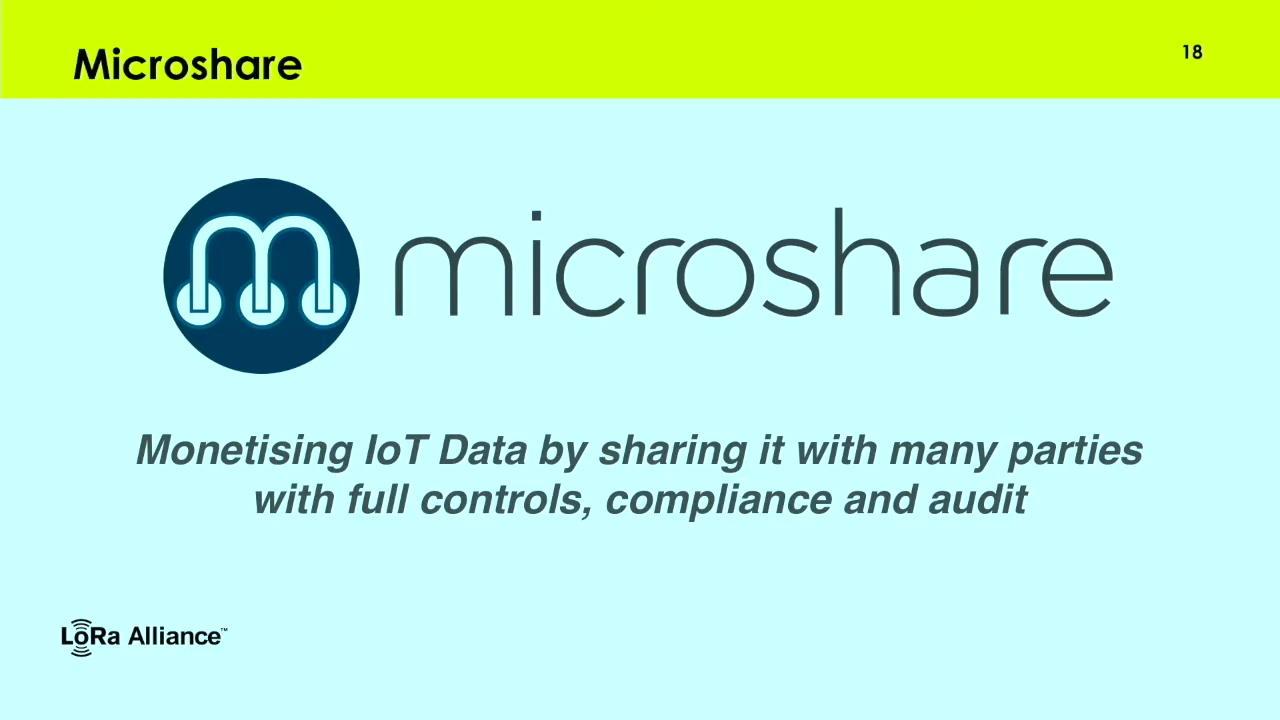 Microshare
18
m microshare
Monetising IoT Data by sharing it with many parties
with full controls, compliance and audit
LoRa Alliance™